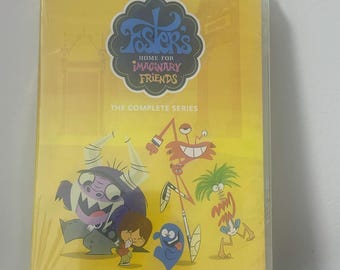 Foster's
HOME FOR
IMAGINARY
FRIENDS
THE COMPLETE SERIES